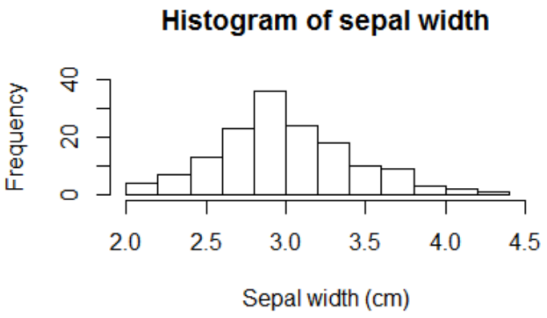 Histogram of sepal width
Frequency
40
20
0
2.0 2.5 3.0 3.5 4.0 4.5
Sepal width (cm)